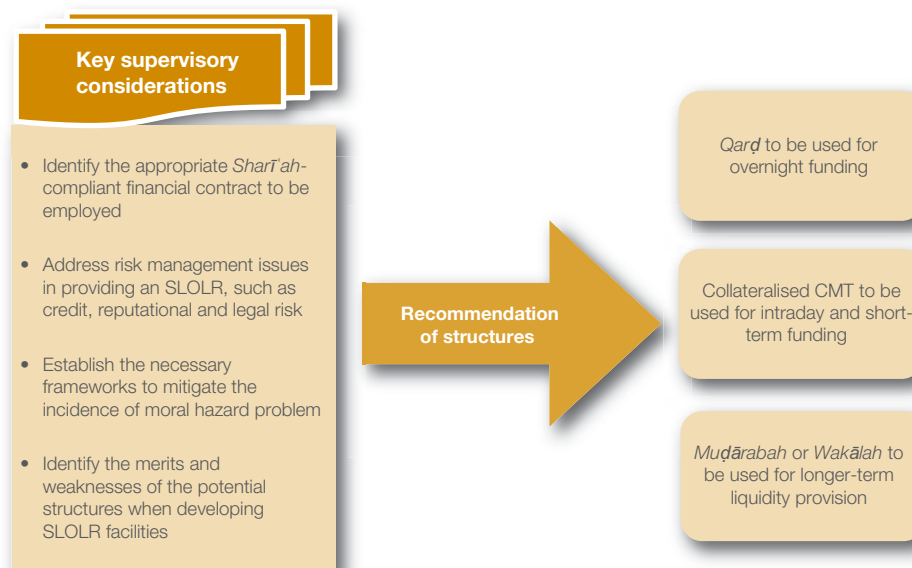 Key supervisory
considerations
• Identify the appropriate Sharīʿah-
compliant financial contract to be
employed
• Address risk management issues
in providing an SLOLR, such as
credit, reputational and legal risk
• Establish the necessary
frameworks to mitigate the
incidence of moral hazard problem
• Identify the merits and
weaknesses of the potential
structures when developing
SLOLR facilities
Recommendation
of structures
Qarḍ to be used for
overnight funding
Collateralised CMT to be
used for intraday and short-
term funding
Muḍārabah or Wakālah to
be used for longer-term
liquidity provision